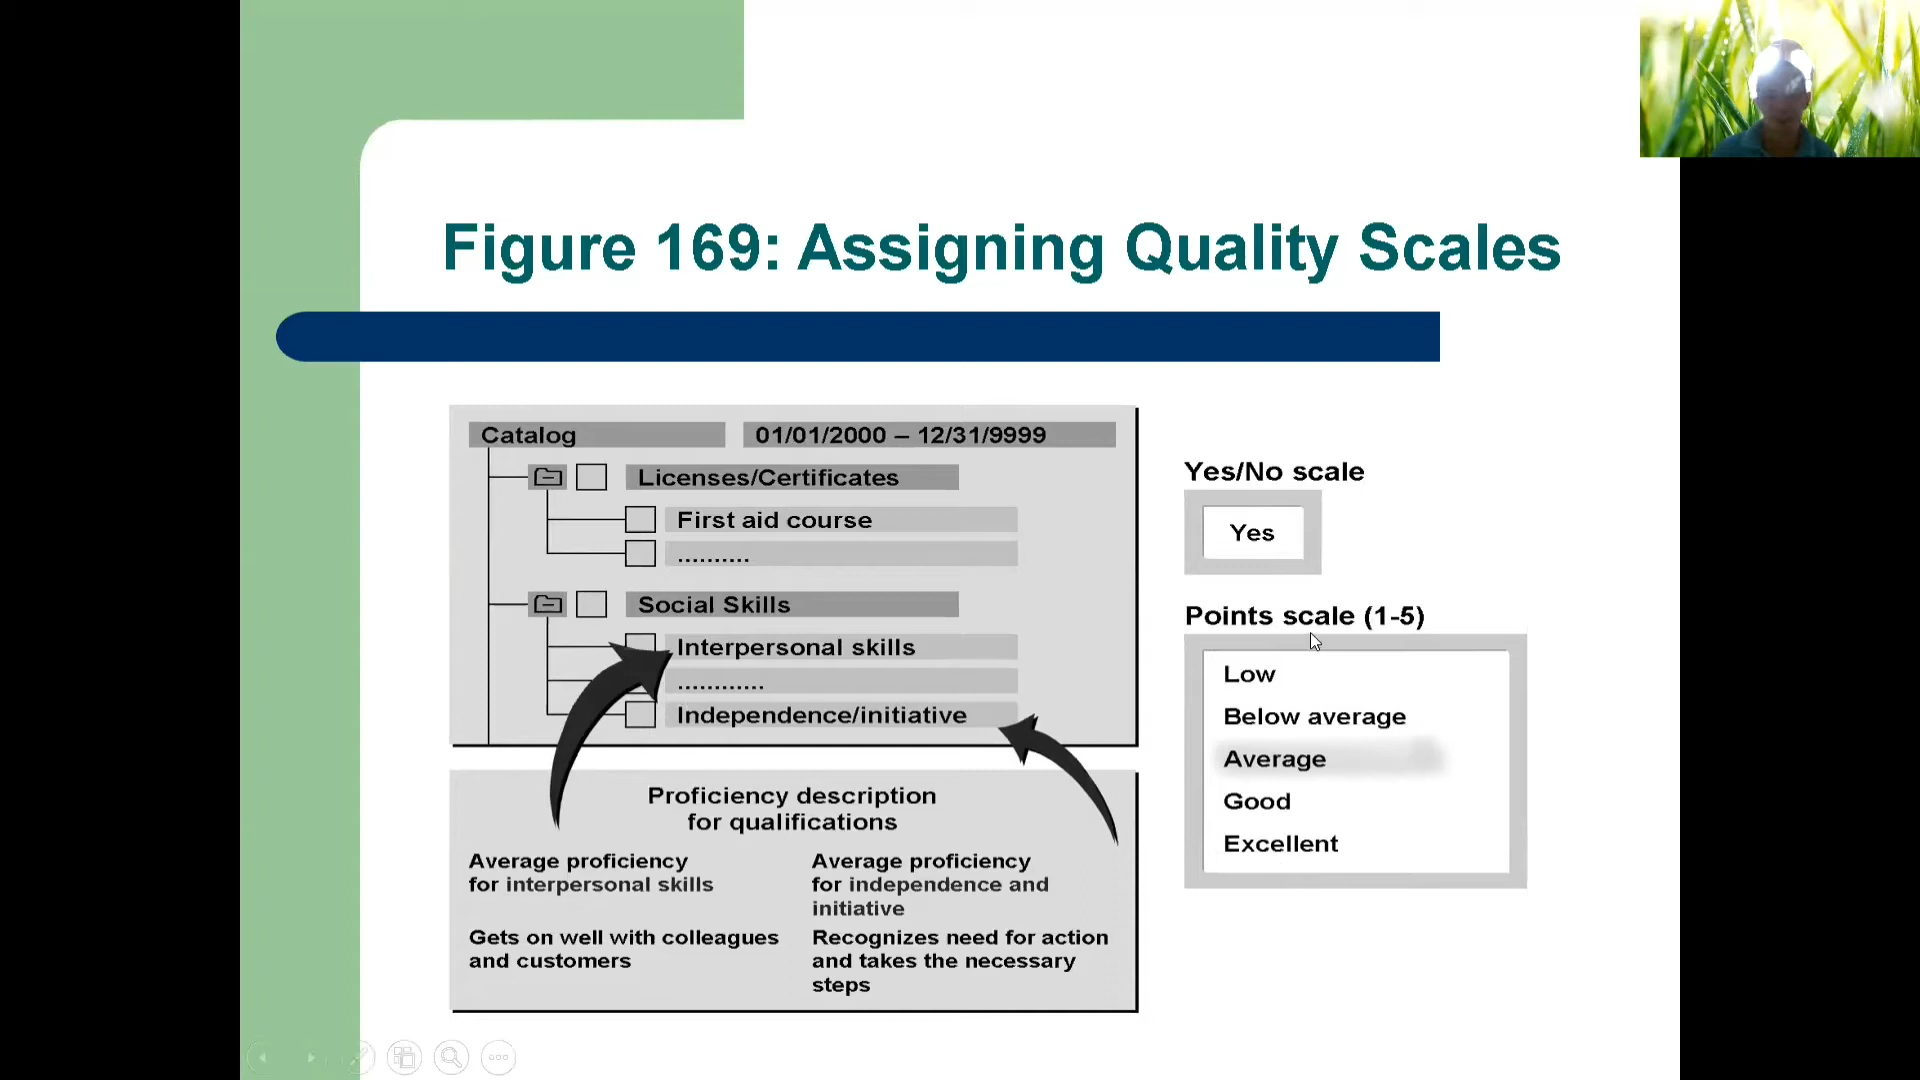 Figure 169: Assigning Quality Scales
Catalog
01/01/2000 – 12/31/9999
Licenses/Certificates
First aid course
..........
Social Skills
Interpersonal skills
............
Independence/initiative
Proficiency description
for qualifications
Average proficiency
for interpersonal skills
Gets on well with colleagues
and customers
Average proficiency
for independence and
initiative
Recognizes need for action
and takes the necessary
steps
Yes/No scale
Yes
Points scale (1-5)
Low
Below average
Average
Good
Excellent